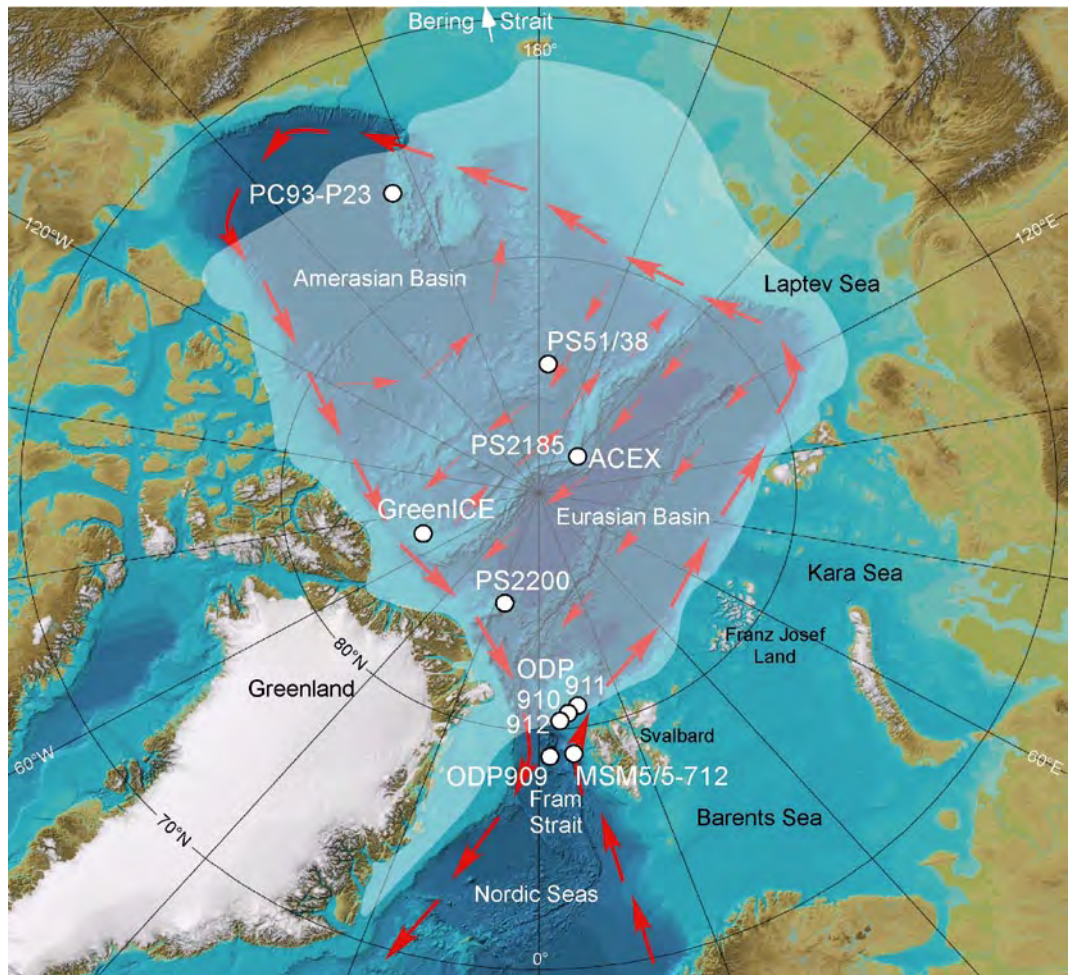 Bering Strait
180°
PC93-P23
120°W
120°E
Amerasian Basin
Laptev Sea
PS51/38
PS2185
ACEX
GreenICE
Eurasian Basin
Kara Sea
PS2200
Franz Josef
Land
80°N
Greenland
ODP
911
910
912
Svalbard
60°W
60°E
ODP909
MSM5/5-712
Fram
Strait
Barents Sea
70°N
Nordic Seas
0°